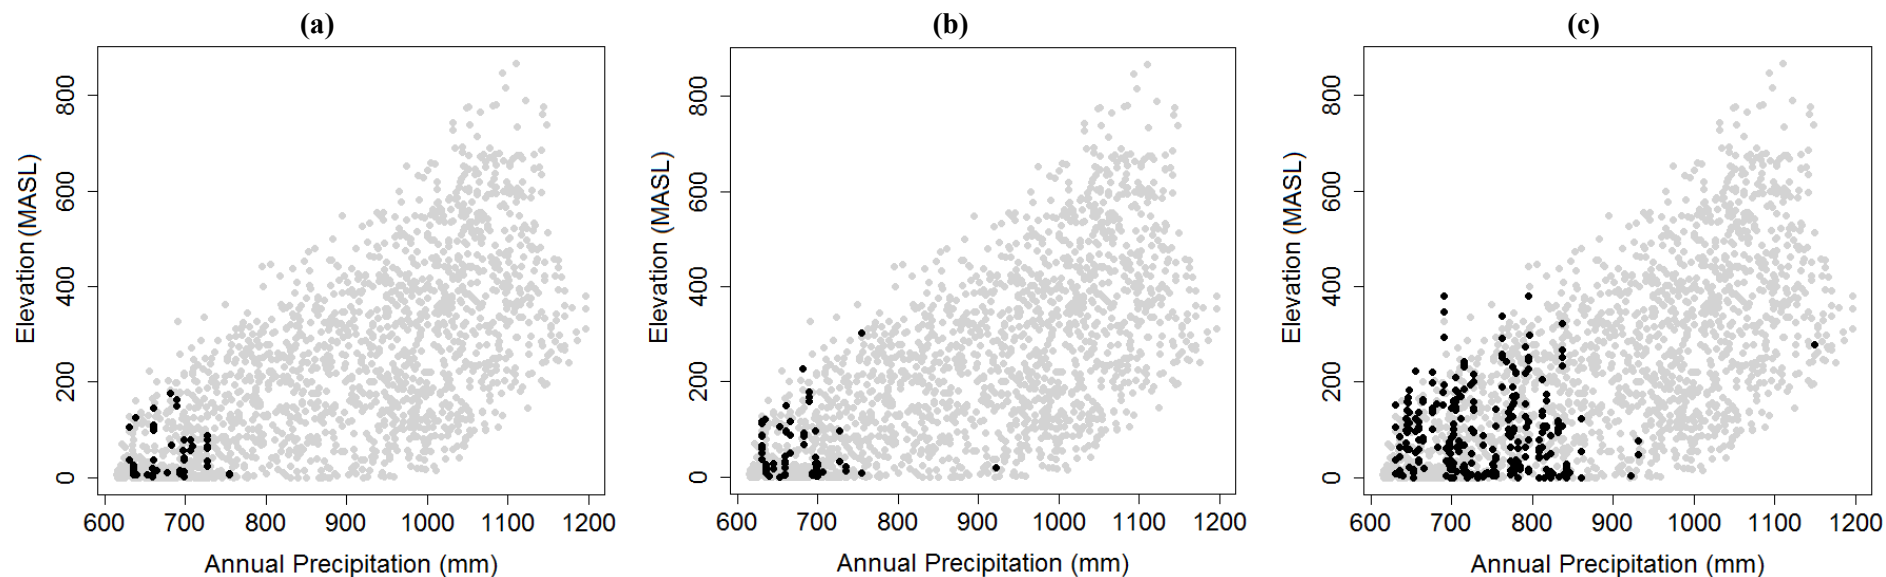 (a) (b) (c)
800 800 800
600 600 600
400 400 400
200 200 200
0 0 0
Elevation (MASL) Elevation (MASL) Elevation (MASL)
600 700 800 900 1000 1100 1200 600 700 800 900 1000 1100 1200 600 700 800 900 1000 1100 1200
Annual Precipitation (mm) Annual Precipitation (mm) Annual Precipitation (mm)